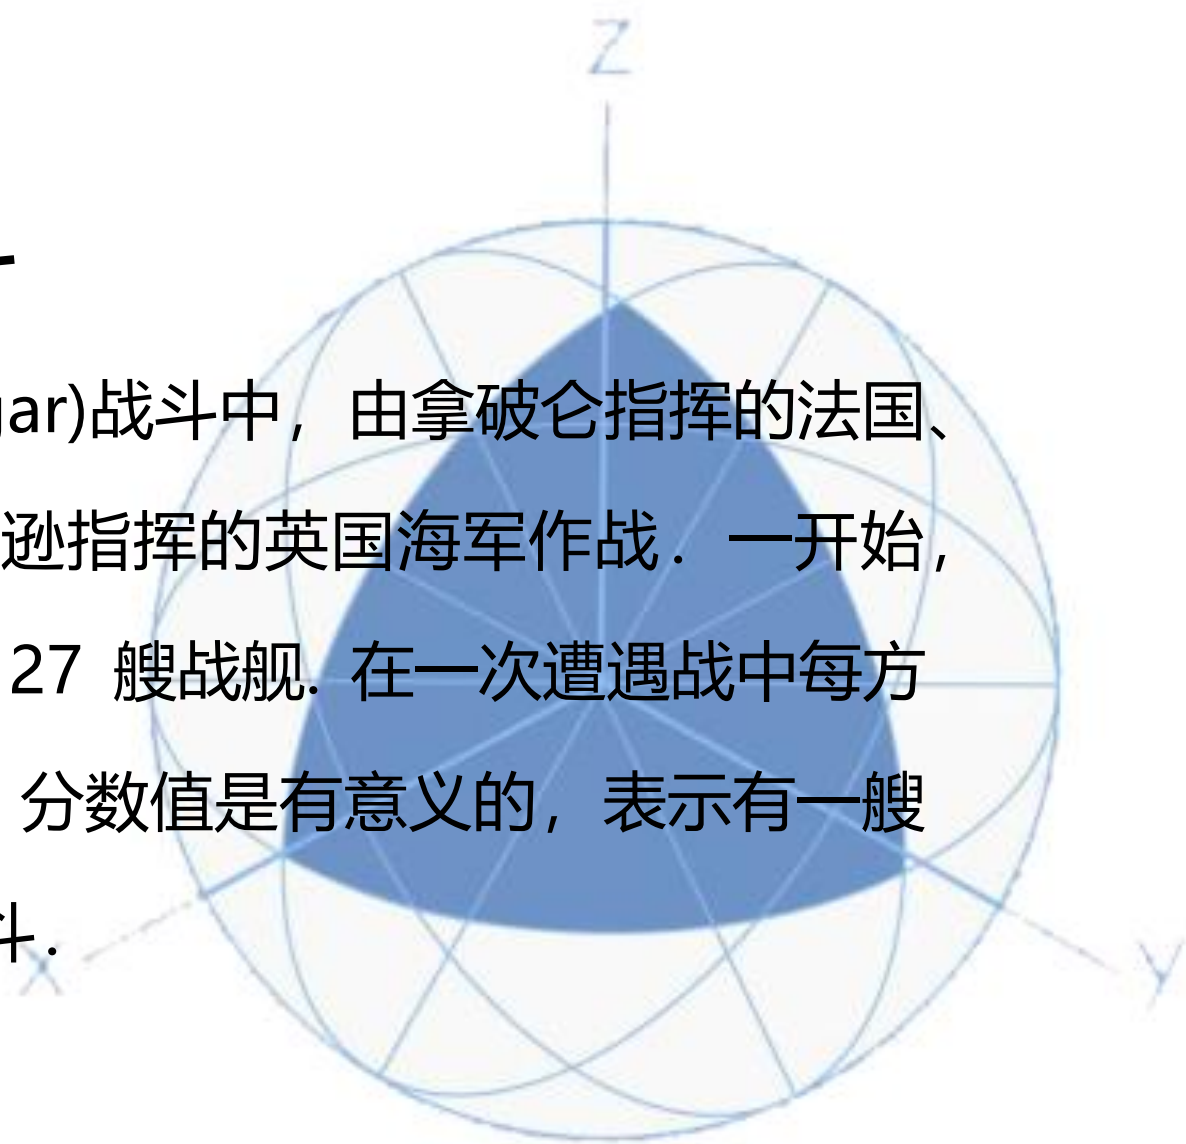 Z
gar)战斗中，由拿破仑指挥的法国、
逊指挥的英国海军作战．一开始，
27 艘战舰. 在一次遭遇战中每方
分数值是有意义的，表示有一艘
斗．
X
y